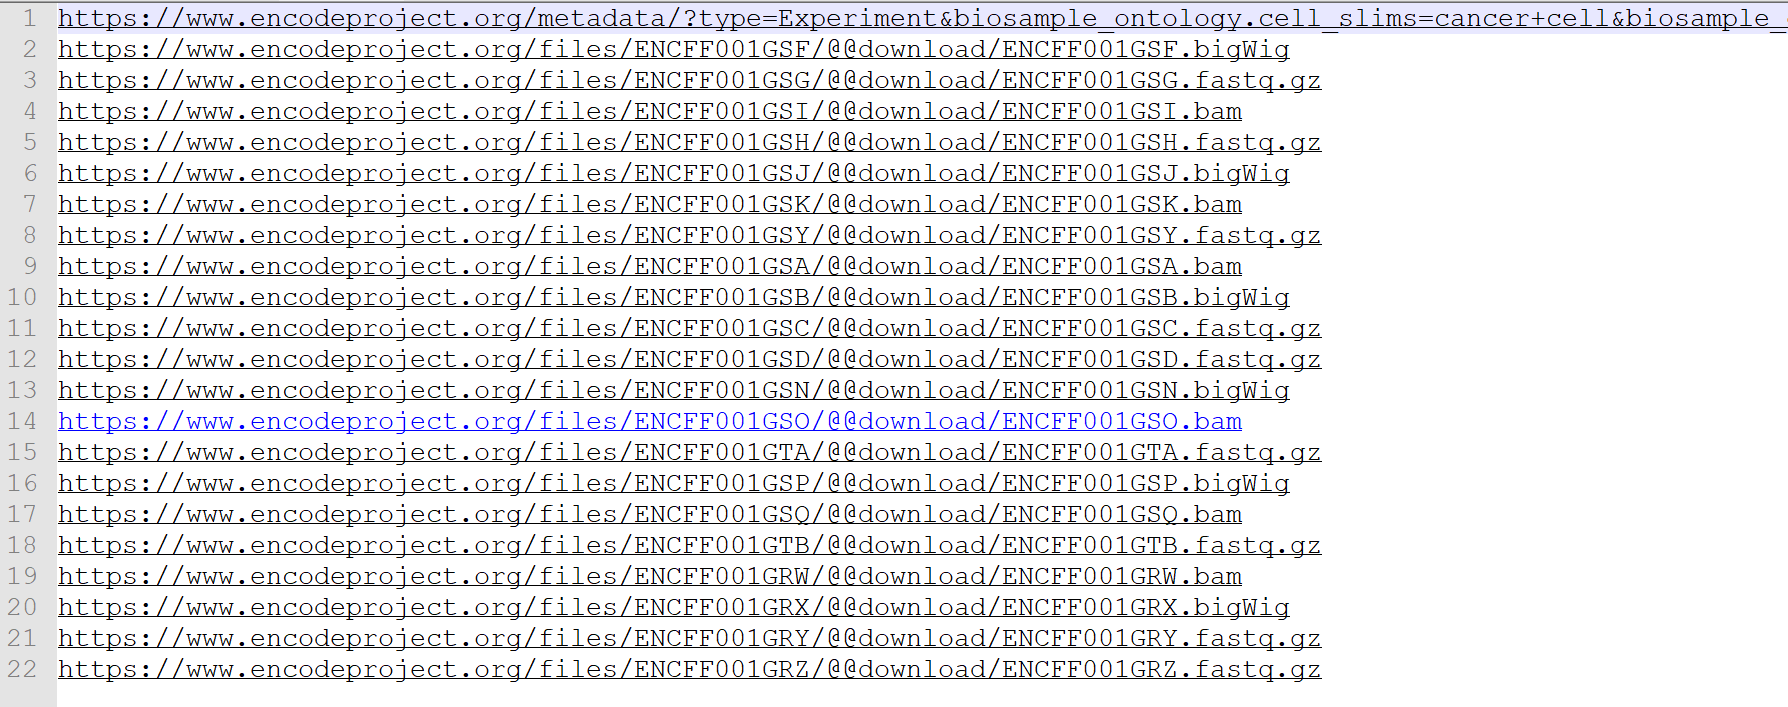 1 https://www.encodeproject.org/metadata/?type=Experiment&biosample_ontology.cell_slims=cancer+cell&biosample_
2 https://www.encodeproject.org/files/ENCFF001GSF/@@download/ENCFF001GSF.bigWig
3 https://www.encodeproject.org/files/ENCFF001GSG/@@download/ENCFF001GSG.fastq.gz
4 https://www.encodeproject.org/files/ENCFF001GSI/@@download/ENCFF001GSI.bam
5 https://www.encodeproject.org/files/ENCFF001GSH/@@download/ENCFF001GSH.fastq.gz
6 https://www.encodeproject.org/files/ENCFF001GSJ/@@download/ENCFF001GSJ.bigWig
7 https://www.encodeproject.org/files/ENCFF001GSK/@@download/ENCFF001GSK.bam
8 https://www.encodeproject.org/files/ENCFF001GSY/@@download/ENCFF001GSY.fastq.gz
9 https://www.encodeproject.org/files/ENCFF001GSA/@@download/ENCFF001GSA.bam
10 https://www.encodeproject.org/files/ENCFF001GSB/@@download/ENCFF001GSB.bigWig
11 https://www.encodeproject.org/files/ENCFF001GSC/@@download/ENCFF001GSC.fastq.gz
12 https://www.encodeproject.org/files/ENCFF001GSD/@@download/ENCFF001GSD.fastq.gz
13 https://www.encodeproject.org/files/ENCFF001GSN/@@download/ENCFF001GSN.bigWig
14 https://www.encodeproject.org/files/ENCFF001GSO/@@download/ENCFF001GSO.bam
15 https://www.encodeproject.org/files/ENCFF001GTA/@@download/ENCFF001GTA.fastq.gz
16 https://www.encodeproject.org/files/ENCFF001GSP/@@download/ENCFF001GSP.bigWig
17 https://www.encodeproject.org/files/ENCFF001GSQ/@@download/ENCFF001GSQ.bam
18 https://www.encodeproject.org/files/ENCFF001GTB/@@download/ENCFF001GTB.fastq.gz
19 https://www.encodeproject.org/files/ENCFF001GRW/@@download/ENCFF001GRW.bam
20 https://www.encodeproject.org/files/ENCFF001GRX/@@download/ENCFF001GRX.bigWig
21 https://www.encodeproject.org/files/ENCFF001GRY/@@download/ENCFF001GRY.fastq.gz
22 https://www.encodeproject.org/files/ENCFF001GRZ/@@download/ENCFF001GRZ.fastq.gz